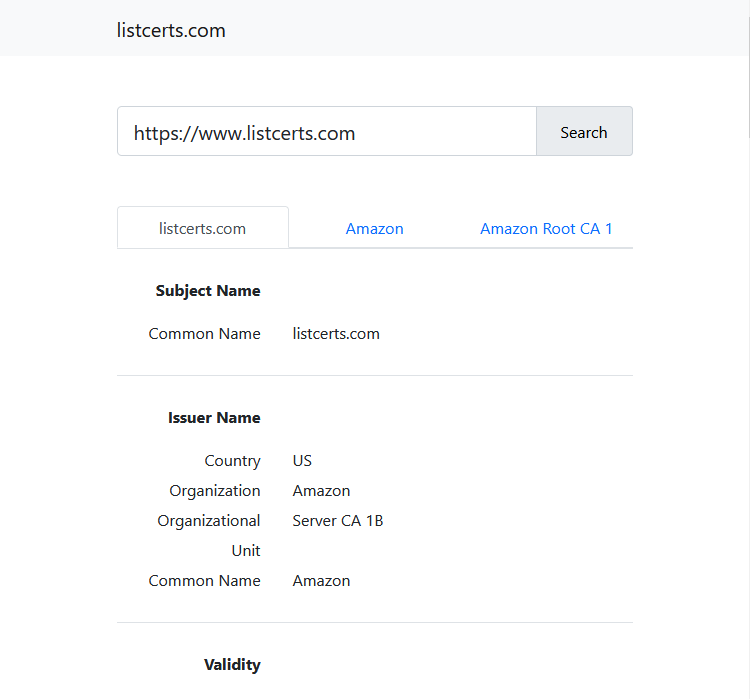 listcerts.com
https://www.listcerts.com Search
listcerts.com Amazon Amazon Root CA 1
Subject Name
Common Name listcerts.com
Issuer Name
Country US
Organization Amazon
Organizational Server CA 1B
Unit
Common Name Amazon
Validity